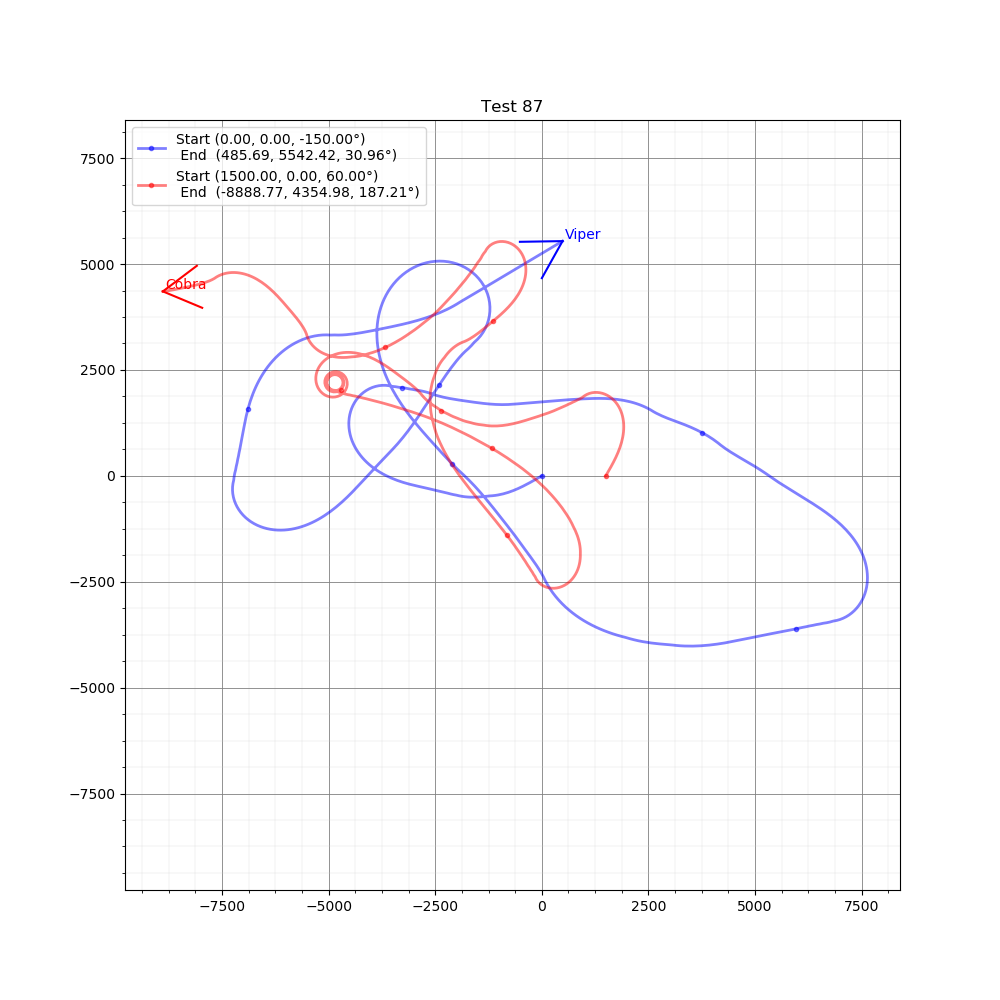 Test 87
Start (0.00, 0.00, -150.00°)
End (485.69, 5542.42, 30.96°)
Start (1500.00, 0.00, 60.00°)
End (-8888.77, 4354.98, 187.21°)
Viper
Cobra
7500
5000
2500
0
−2500
−5000
−7500
−7500
−5000
−2500
0
2500
5000
7500